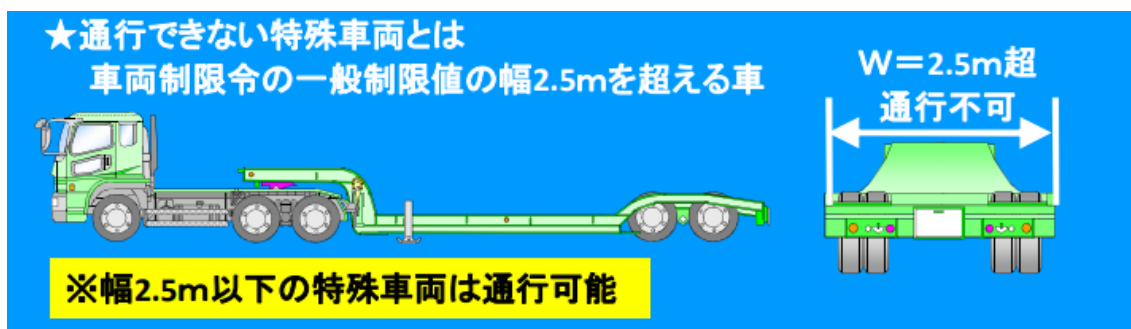 ★通行できない特殊車両とは
車両制限令の一般制限値の幅2.5mを超える車
W＝2.5m超
通行不可
※幅2.5m以下の特殊車両は通行可能